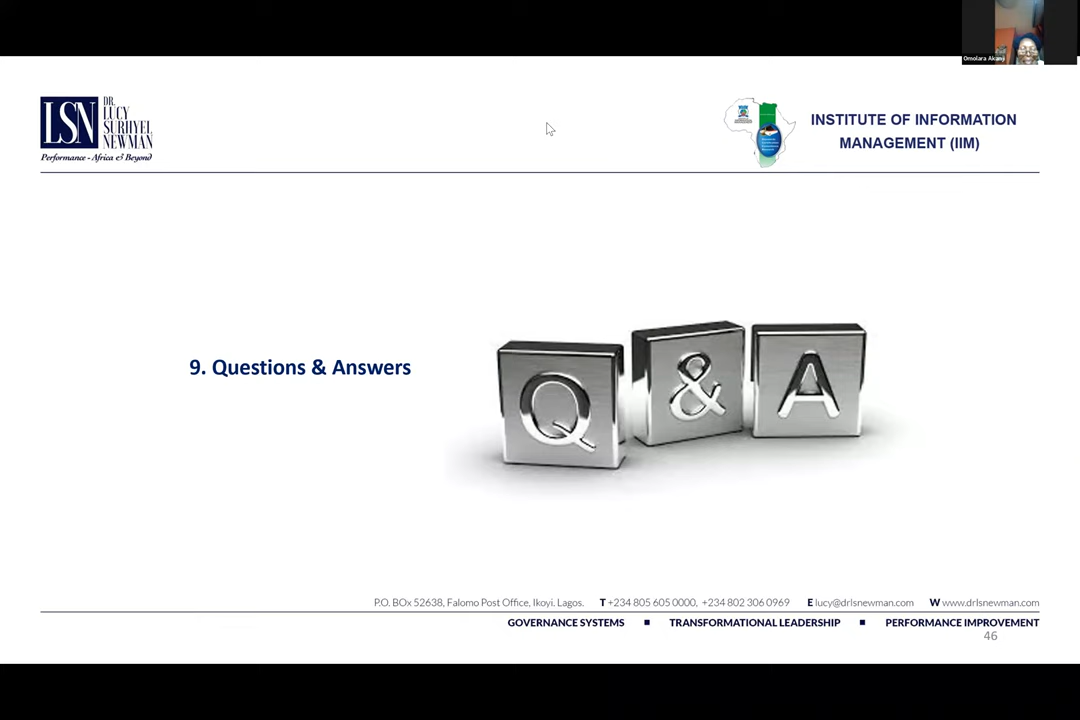 Omolara Akanji
LSN
DR.
LUCY
SURHYEL
NEWMAN
Performance - Africa & Beyond
INSTITUTE OF INFORMATION
MANAGEMENT (IIM)
9. Questions & Answers
Q & A
P.O. BOx 52638, Falomo Post Office, Ikoyi. Lagos. T +234 805 605 0000, +234 802 306 0969 E lucy@drlsnewman.com W www.drlsnewman.com
GOVERNANCE SYSTEMS ■ TRANSFORMATIONAL LEADERSHIP ■ PERFORMANCE IMPROVEMENT
46